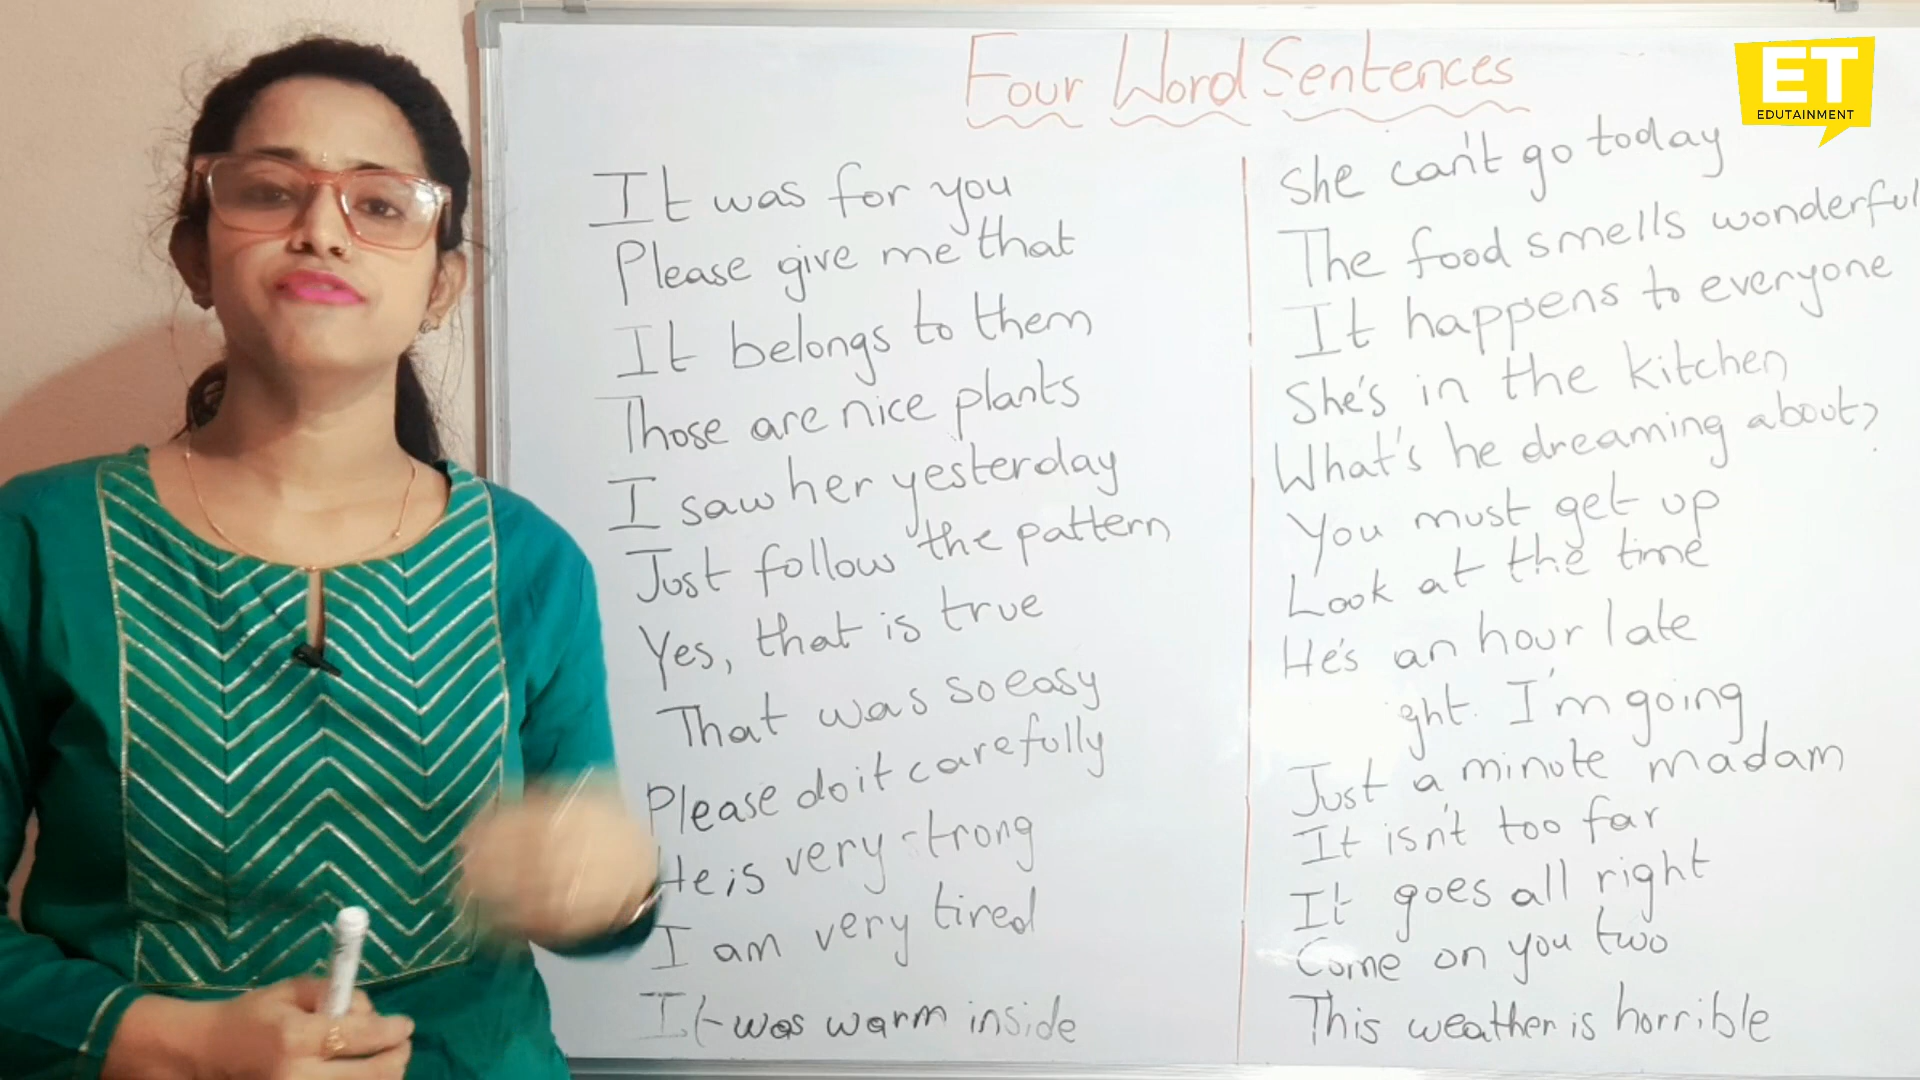 Four Word Sentences
ET
EDUTAINMENT
It was for you
Please give me that
It belongs to them
Those are nice plants
I saw her yesterday
Just follow the pattern
Yes, that is true
That was so easy
Please do it carefully
He is very trong
I am very tired
It was warm inside
She can't go today
The food smells wonderful
It happens to everyone
She's in the kitchen
What's he dreaming about?
You must get up
Look at the time
He's an hour late
ght. I'm going
Just a minute madam
It isn't too far
It goes all right
Come on you two
This weather is horrible